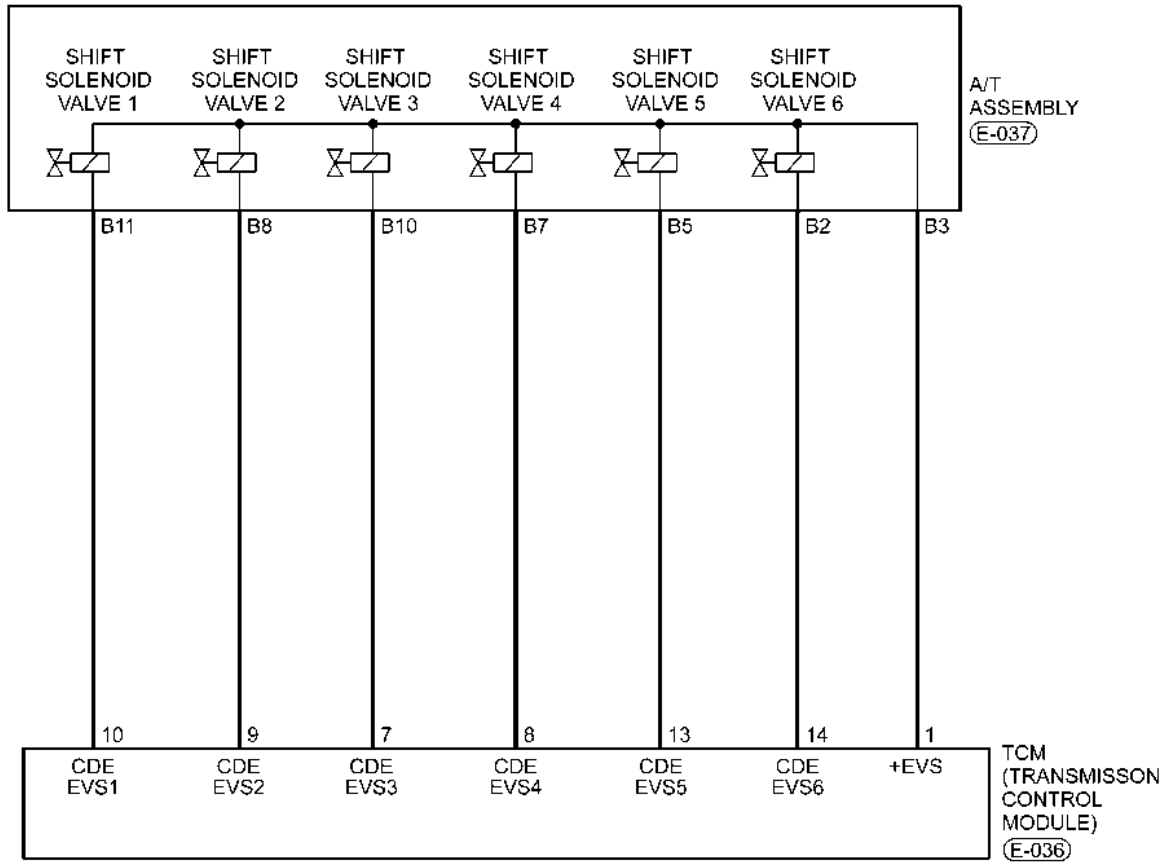 SHIFT
SOLENOID
VALVE 1
SHIFT
SOLENOID
VALVE 2
SHIFT
SOLENOID
VALVE 3
SHIFT
SOLENOID
VALVE 4
SHIFT
SOLENOID
VALVE 5
SHIFT
SOLENOID
VALVE 6
A/T
ASSEMBLY
E-037
B11
B8
B10
B7
B5
B2
B3
10
9
7
8
13
14
1
CDE
EVS1
CDE
EVS2
CDE
EVS3
CDE
EVS4
CDE
EVS5
CDE
EVS6
+EVS
TCM
(TRANSMISSON
CONTROL
MODULE)
E-036